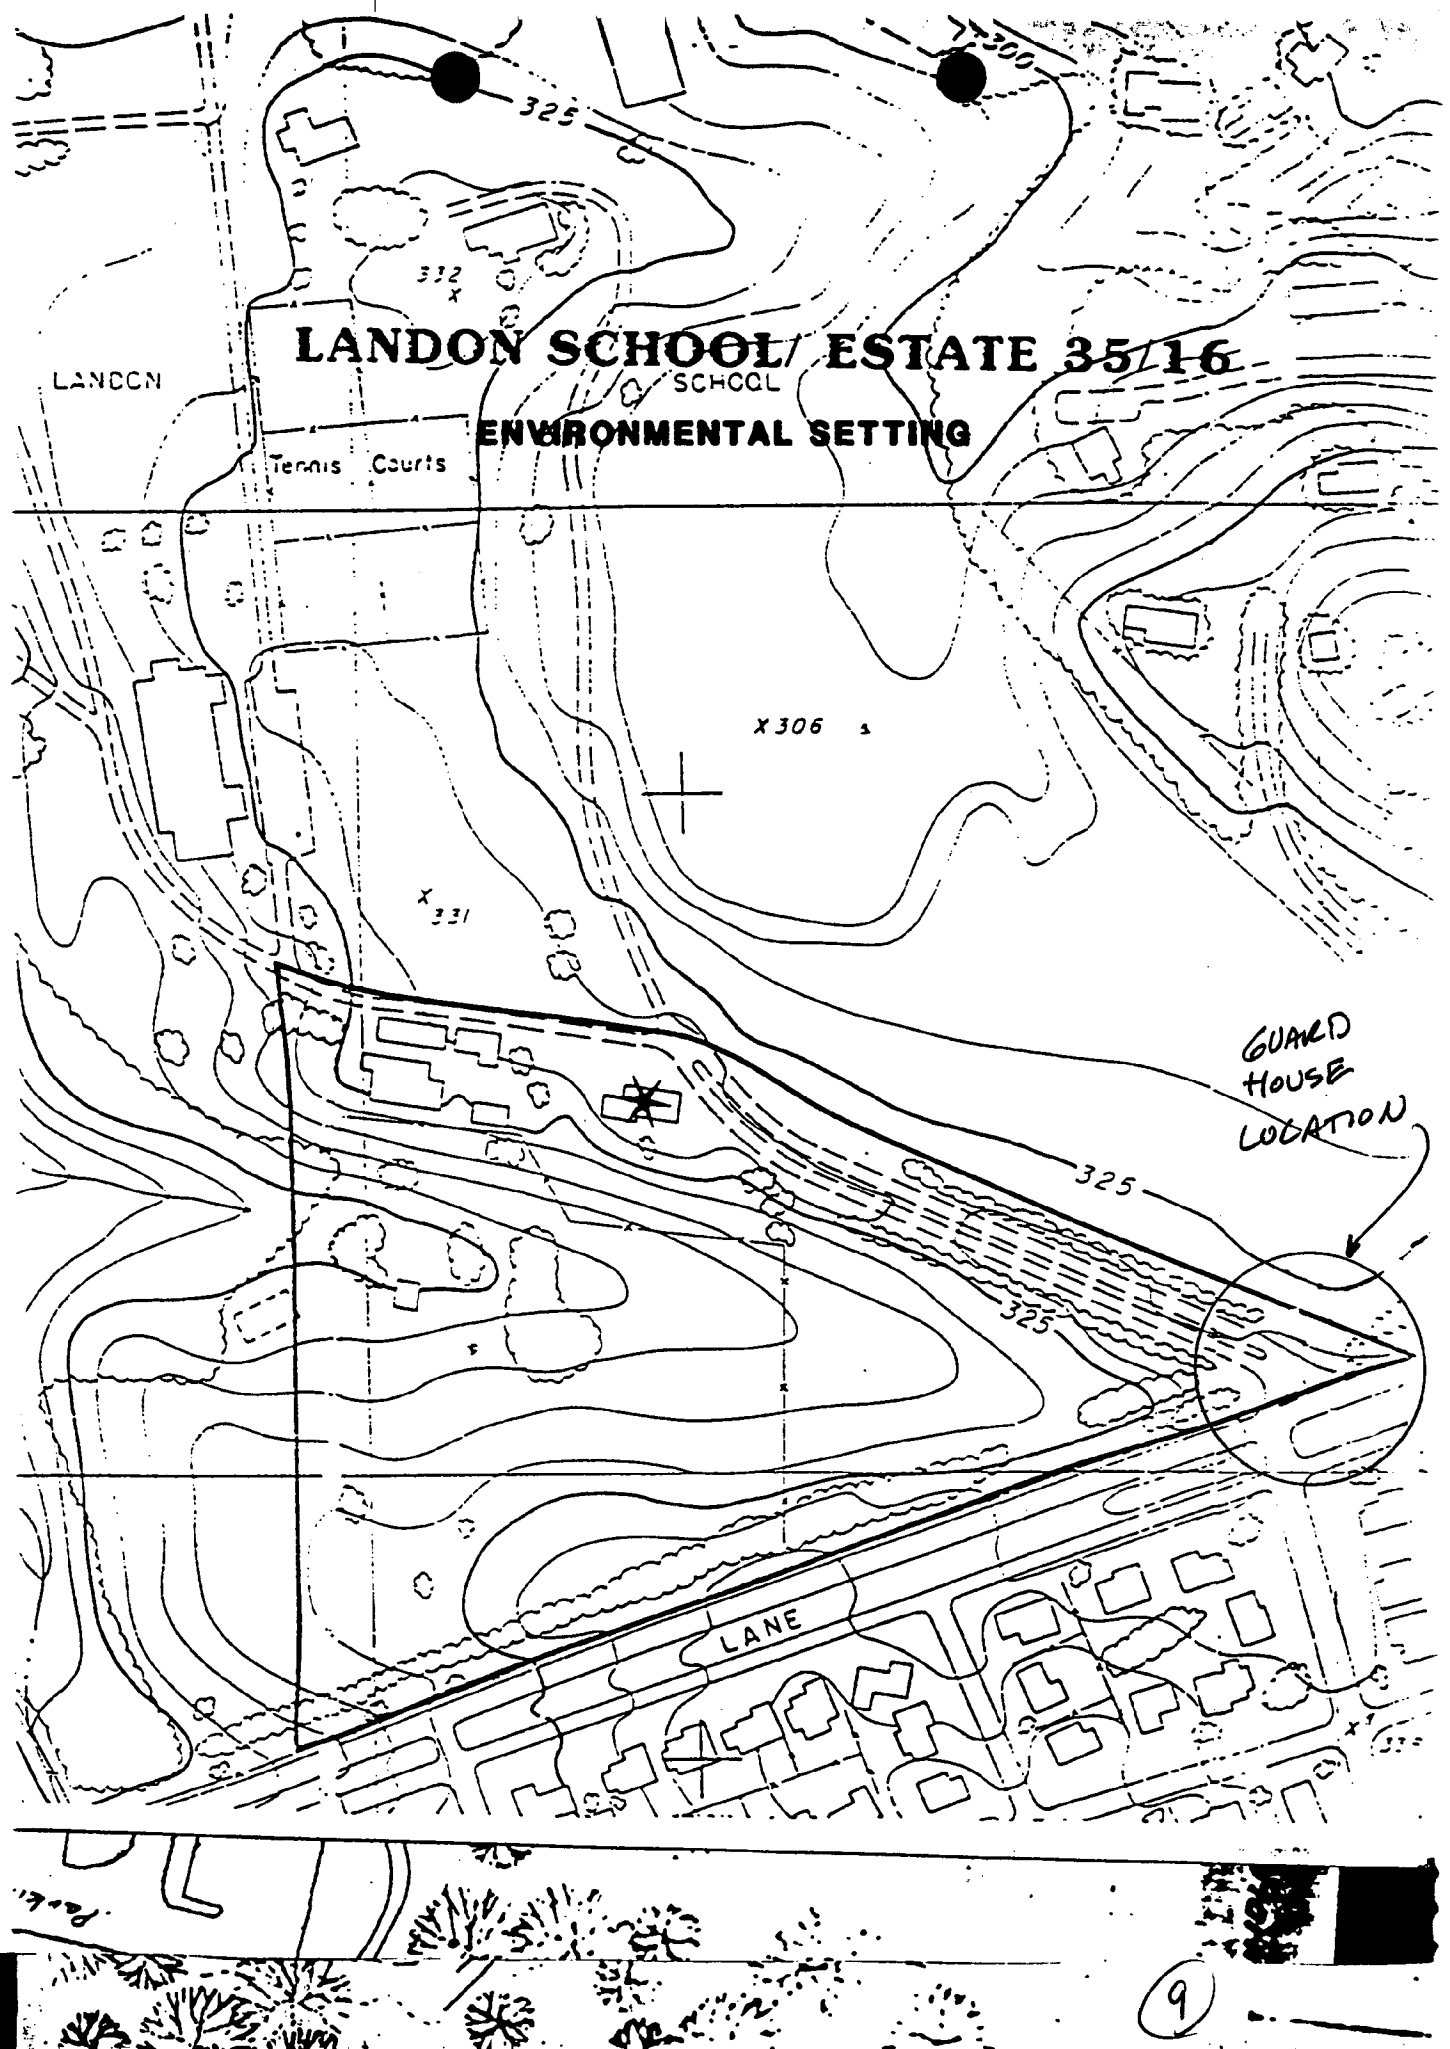 300
325
332
x
LANDON SCHOOL/ ESTATE 35/16
LANDON
SCHOOL
ENVIRONMENTAL SETTING
Tennis Courts
X 306
X
331
GUARD
HOUSE
LOCATION
325
325
LANE
X
9